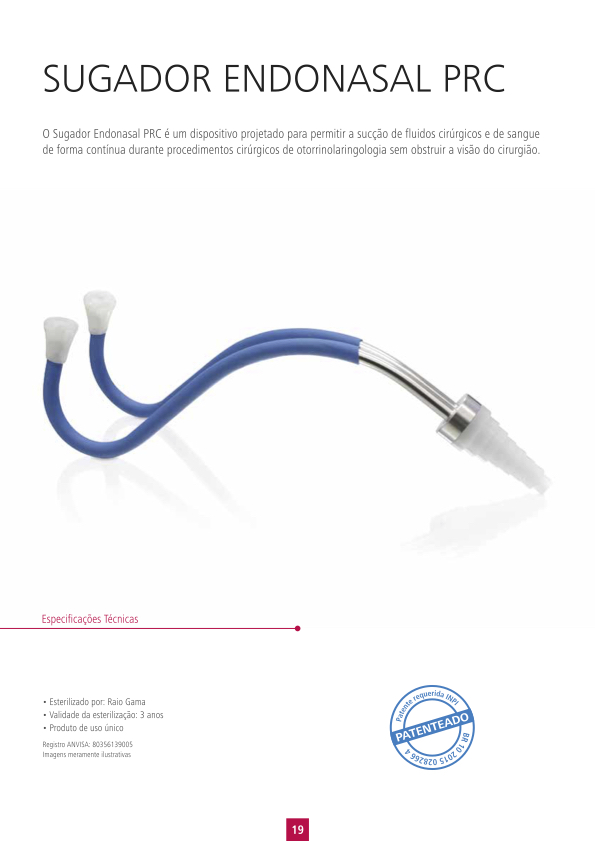 SUGADOR ENDONASAL PRC
O Sugador Endonasal PRC é um dispositivo projetado para permitir a sucção de fluidos cirúrgicos e de sangue
de forma contínua durante procedimentos cirúrgicos de otorrinolaringologia sem obstruir a visão do cirurgião.
Especificações Técnicas
• Esterilizado por: Raio Gama
• Validade da esterilização: 3 anos
• Produto de uso único
Registro ANVISA: 80356139005
Imagens meramente ilustrativas
Patente requerida INPI
PATENTEADO
BR 10 2015 028266 4
19